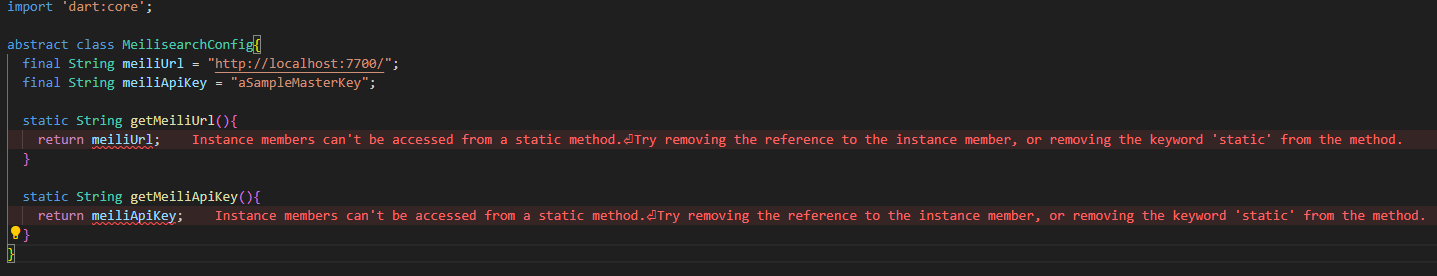 import 'dart:core';
abstract class MeilisearchConfig{
final String meiliUrl = "http://localhost:7700/";
final String meiliApiKey = "aSampleMasterKey";
static String getMeiliUrl(){
return meiliUrl; Instance members can't be accessed from a static method.⏎Try removing the reference to the instance member, or removing the keyword 'static' from the method.
}
static String getMeiliApiKey(){
return meiliApiKey; Instance members can't be accessed from a static method.⏎Try removing the reference to the instance member, or removing the keyword 'static' from the method.
}
}